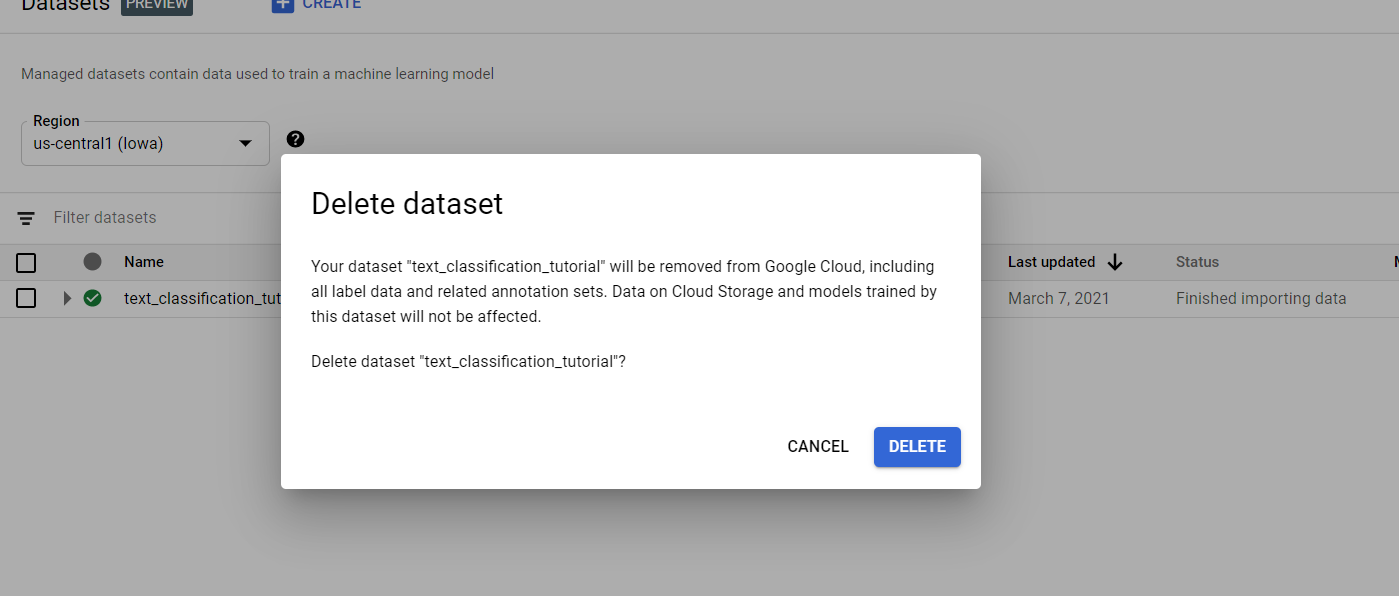 Datasets PREVIEW CREATE
Managed datasets contain data used to train a machine learning model
Region
us-central1 (Iowa)
Delete dataset
Your dataset "text_classification_tutorial" will be removed from Google Cloud, including
all label data and related annotation sets. Data on Cloud Storage and models trained by
this dataset will not be affected.
Delete dataset "text_classification_tutorial"?
CANCEL DELETE
Filter datasets
Name Last updated Status
text_classification_tut March 7, 2021 Finished importing data